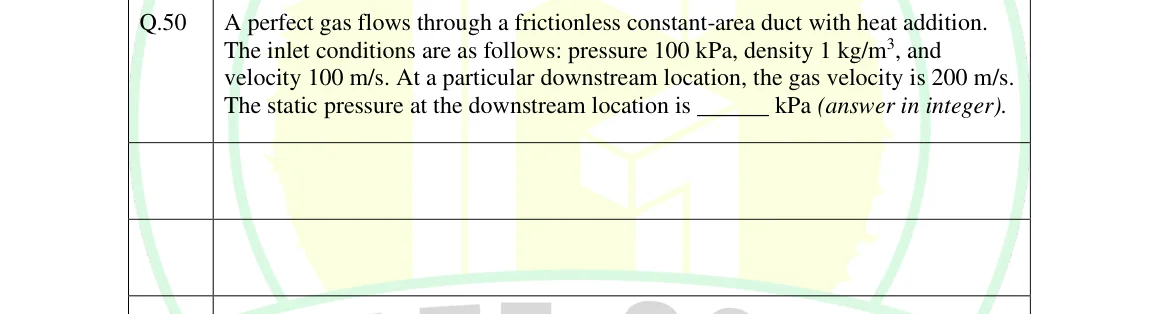 Q.50 A perfect gas flows through a frictionless constant-area duct with heat addition.
The inlet conditions are as follows: pressure 100 kPa, density 1 kg/m³, and
velocity 100 m/s. At a particular downstream location, the gas velocity is 200 m/s.
The static pressure at the downstream location is ______ kPa (answer in integer).